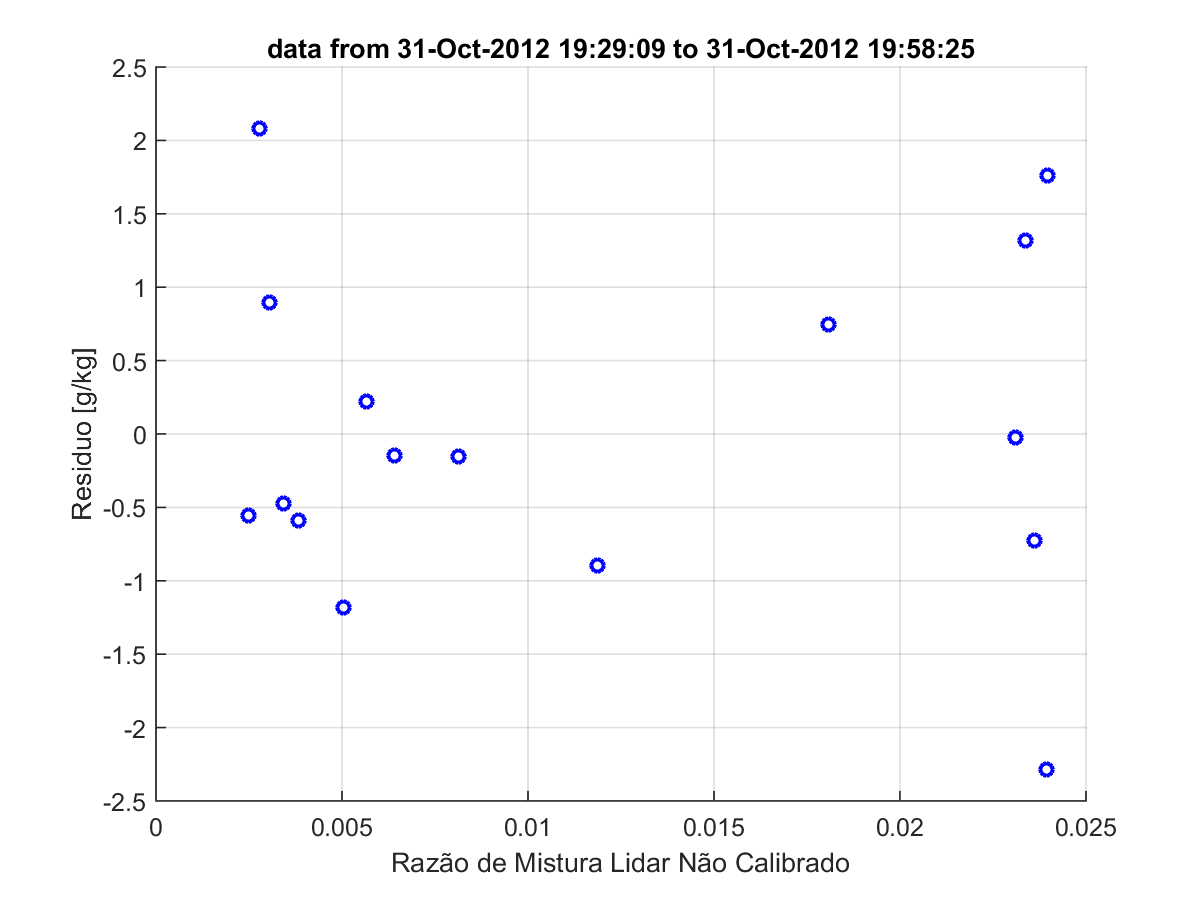 data from 31-Oct-2012 19:29:09 to 31-Oct-2012 19:58:25
2.5
2
1.5
1
0.5
0
-0.5
-1
-1.5
-2
-2.5
Residuo [g/kg]
0 0.005 0.01 0.015 0.02 0.025
Razão de Mistura Lidar Não Calibrado